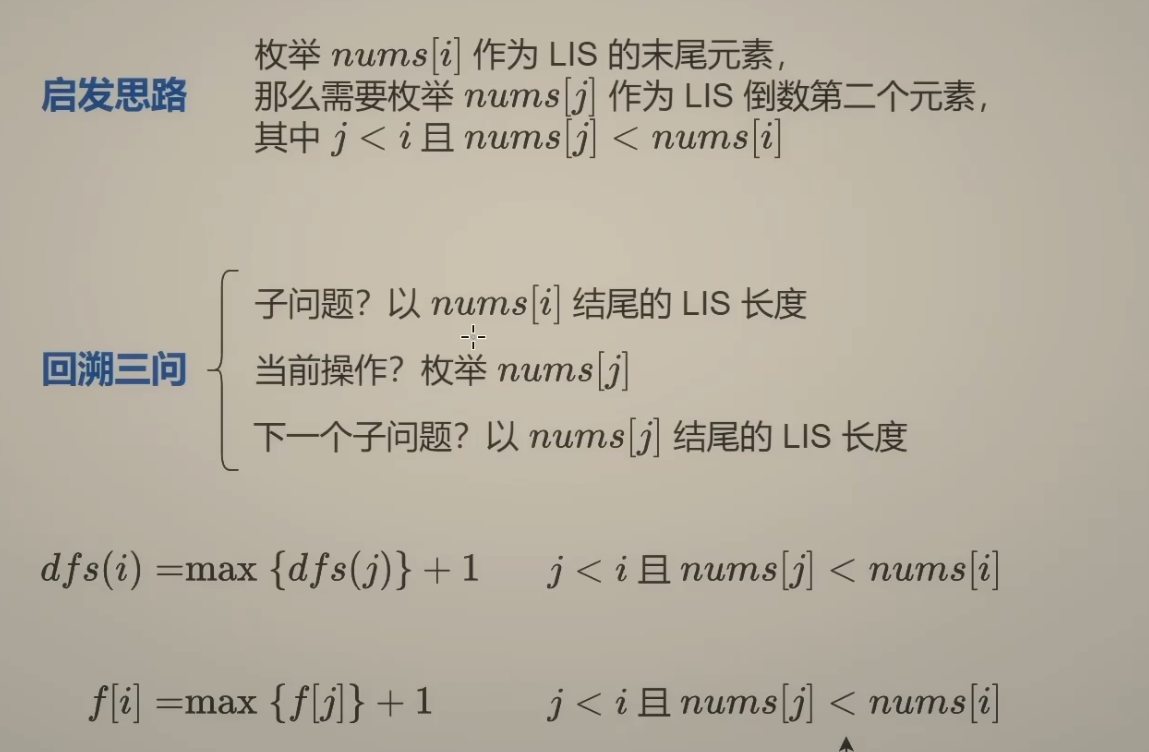 启发思路
枚举 nums[i] 作为 LIS 的末尾元素，
那么需要枚举 nums[j] 作为 LIS 倒数第二个元素，
其中 j < i 且 nums[j] < nums[i]
回溯三问
子问题？以 nums[i] 结尾的 LIS 长度
当前操作？枚举 nums[j]
下一个子问题？以 nums[j] 结尾的 LIS 长度
dfs(i) =max {dfs(j)} + 1 j < i 且 nums[j] < nums[i]
f[i] =max {f[j]} + 1 j < i 且 nums[j] < nums[i]